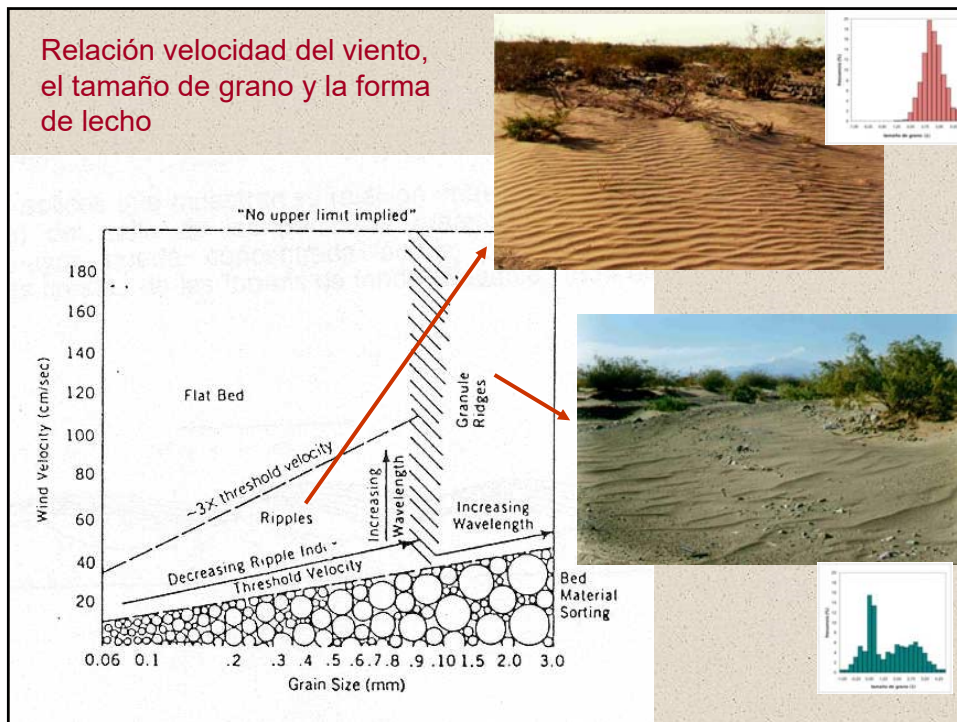 Relación velocidad del viento,
el tamaño de grano y la forma
de lecho
"No upper limit implied"
Wind Velocity (cm/sec)
180
160
140
120
100
80
60
40
20
Flat Bed
~3x threshold velocity
Ripples
Increasing
Wavelength
Granule
Ridges
Increasing
Wavelength
Decreasing Ripple
Threshold Velocity
Bed
Material
Sorting
0.06 0.1 .2 .3 .4 .5 .6 .7 .8 .9 .10 1.5 2.0 3.0
Grain Size (mm)